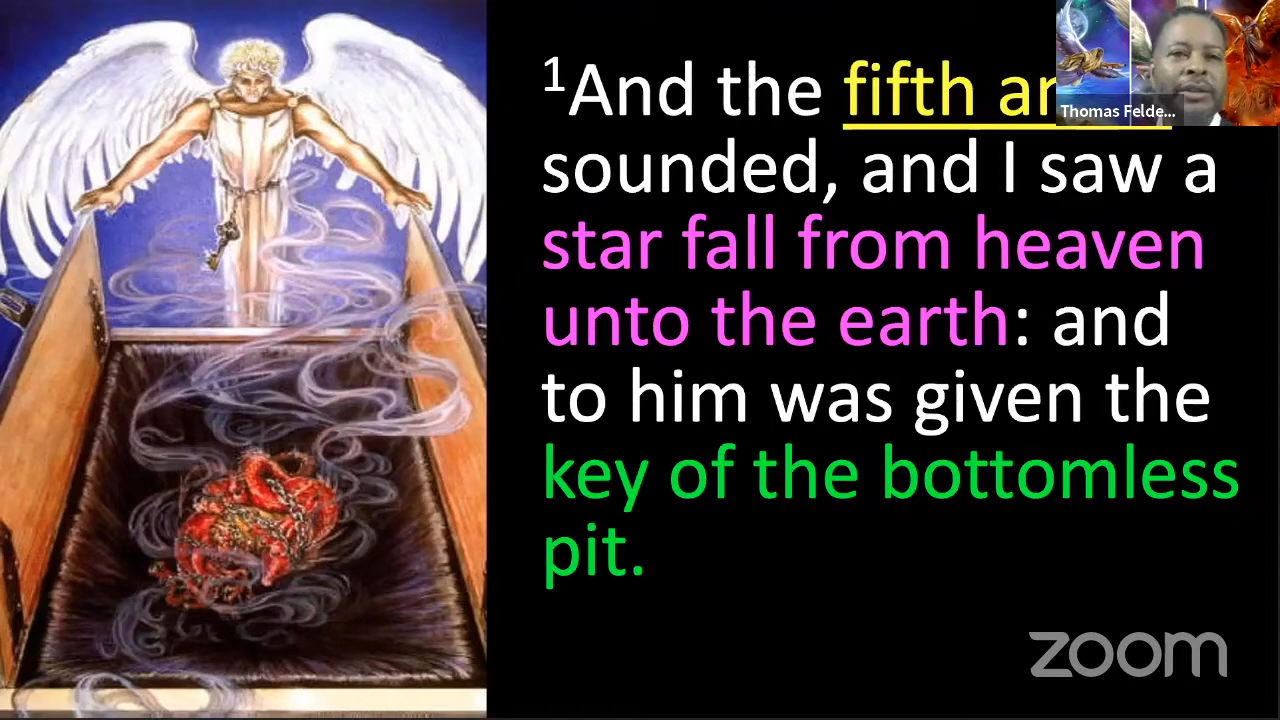 ¹And the fifth
sounded, and I saw a
star fall from heaven
unto the earth: and
to him was given the
key of the bottomless
pit.
Thomas Felde...
zoom